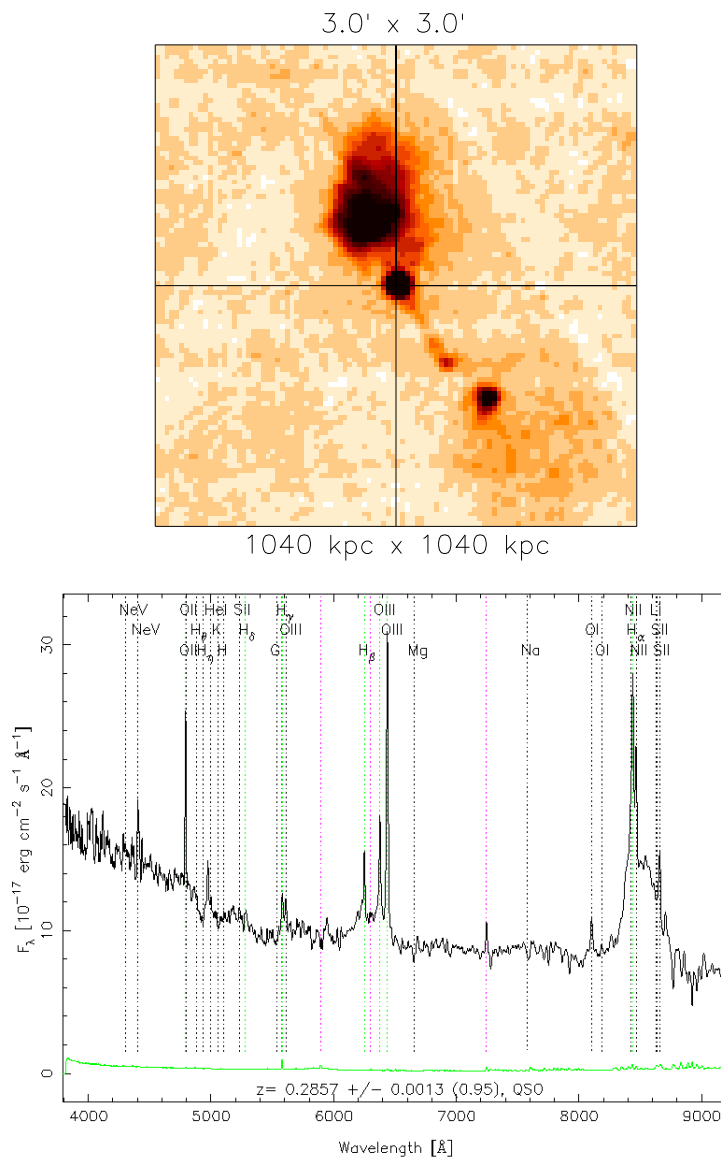 3.0' x 3.0'
1040 kpc x 1040 kpc
NeV OII HeI SII Hγ OIII NII LI
NeV Hθ K Hδ OIII Hβ OIII OI Hα SII
OII Hη H G Mg Na OI NII SII
30
20
10
0
F_λ [10⁻¹⁷ erg cm⁻² s⁻¹ Å⁻¹]
z= 0.2857 +/− 0.0013 (0.95), QSO
4000 5000 6000 7000 8000 9000
Wavelength [Å]